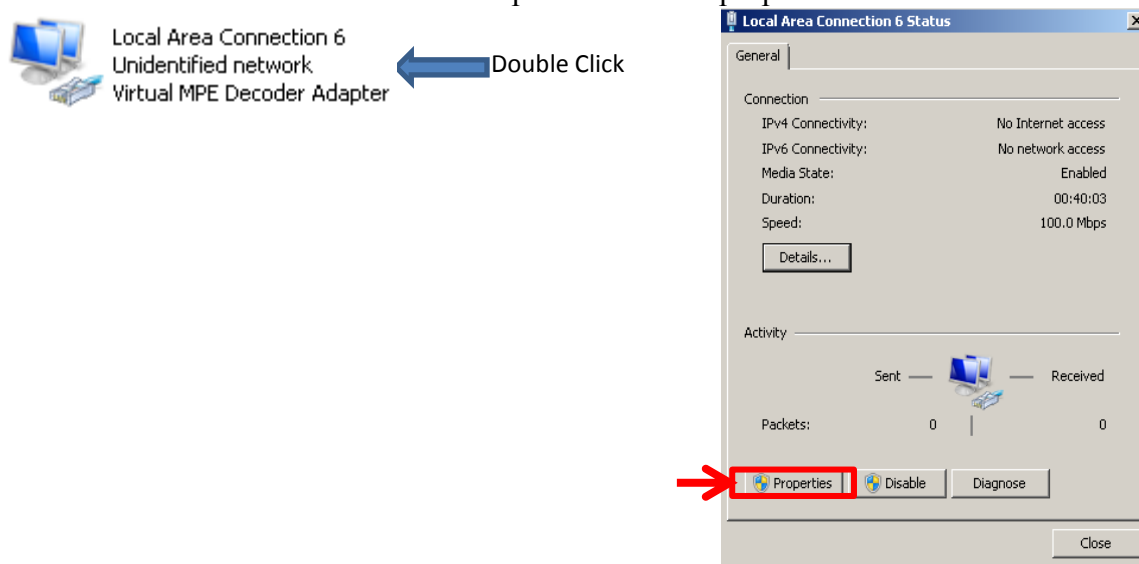 Local Area Connection 6
Unidentified network
Virtual MPE Decoder Adapter
Double Click
Local Area Connection 6 Status
General
Connection
IPv4 Connectivity: No Internet access
IPv6 Connectivity: No network access
Media State: Enabled
Duration: 00:40:03
Speed: 100.0 Mbps
Details...
Activity
Sent Received
Packets: 0 0
Properties Disable Diagnose
Close